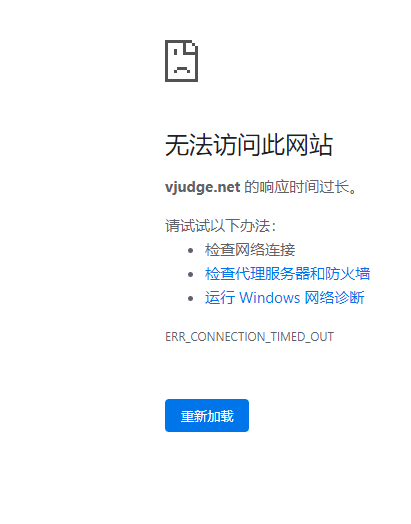 无法访问此网站
vjudge.net 的响应时间过长。
请试试以下办法：
检查网络连接
检查代理服务器和防火墙
运行 Windows 网络诊断
ERR_CONNECTION_TIMED_OUT
重新加载